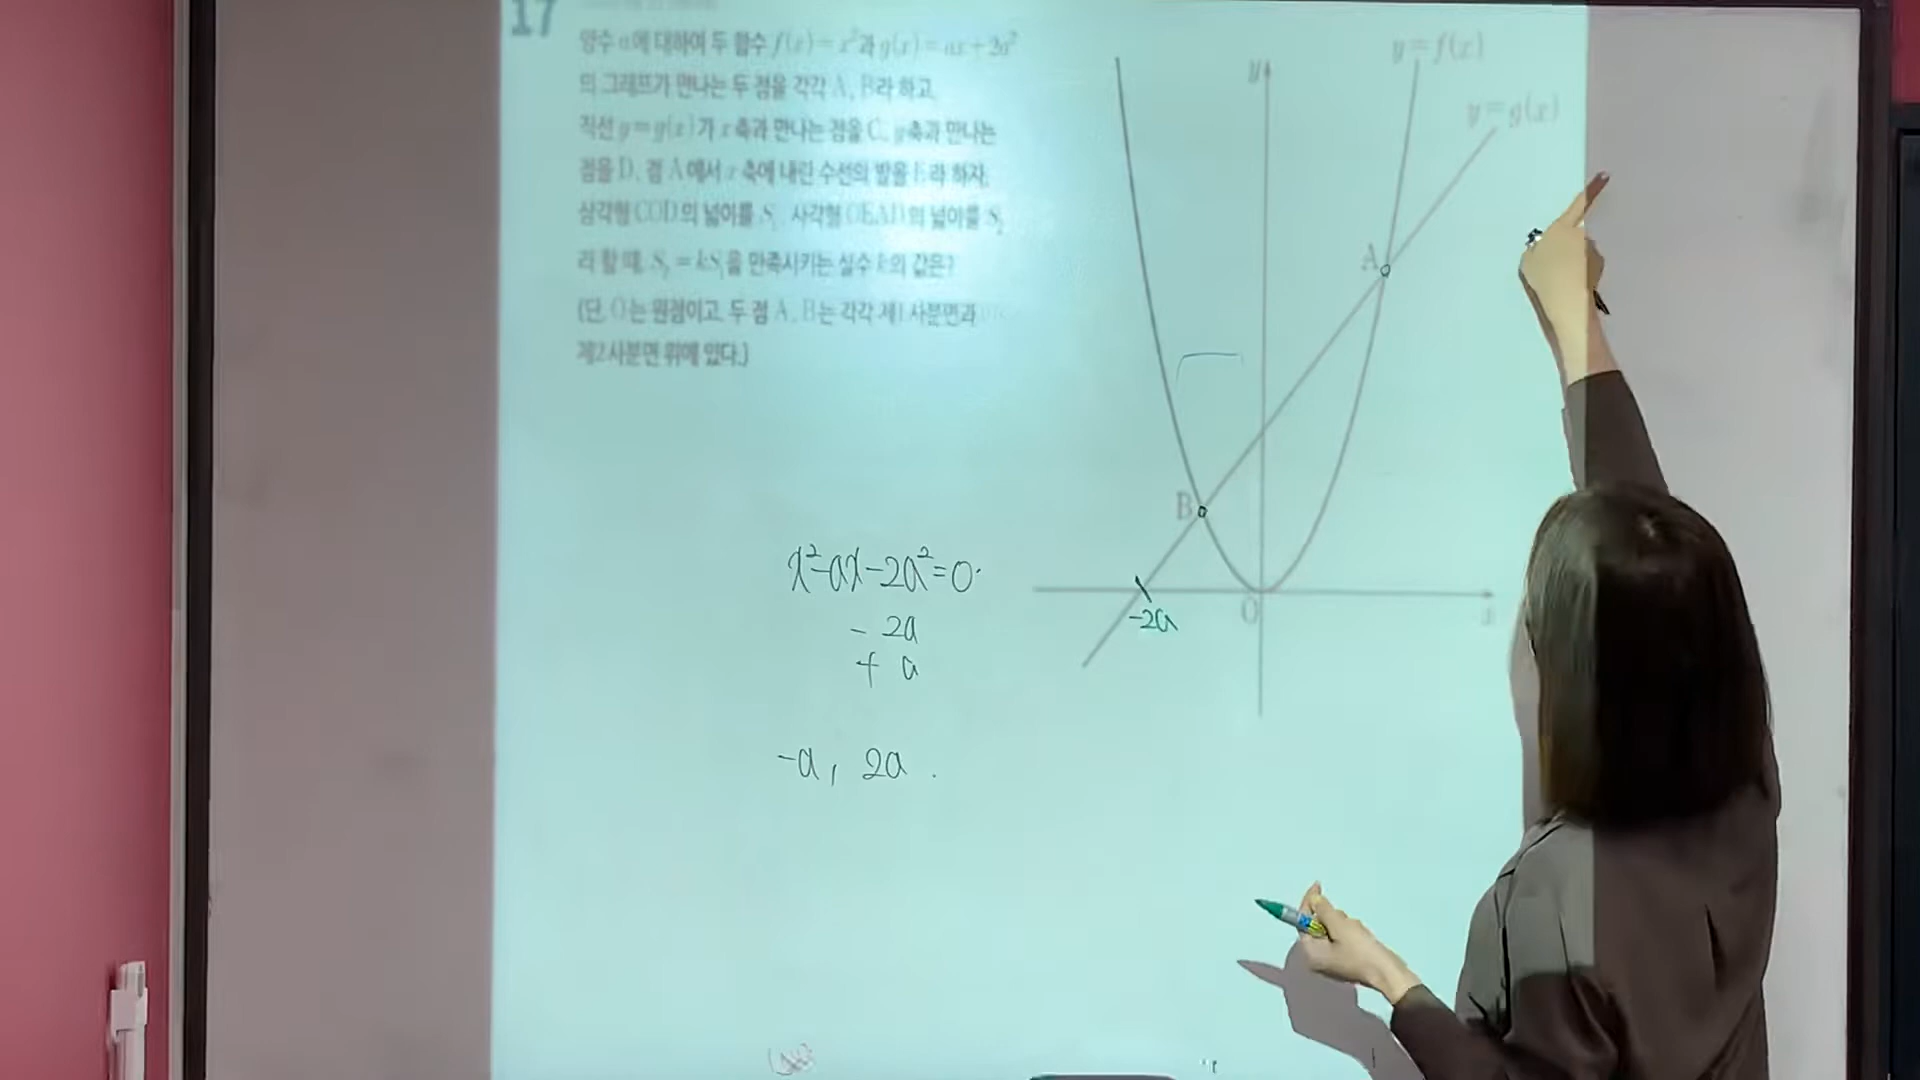 17
양수 a에 대하여 두 함수 f(x)=x²과 g(x)=ax+2a²
의 그래프가 만나는 두 점을 각각 A, B라 하고,
직선 y=g(x)가 x축과 만나는 점을 C, y축과 만나는
점을 D, 점 A에서 x축에 내린 수선의 발을 E라 하자.
삼각형 COD의 넓이를 S₁, 사각형 OEAD의 넓이를 S₂
라 할 때, S₂=kS₁을 만족시키는 실수 k의 값은?
(단, O는 원점이고, 두 점 A, B는 각각 제1사분면과
제2사분면 위에 있다.)
y=f(x)
y
y=g(x)
A
B
O
x
-2a
x²-ax-2a²=0
- 2a
+ a
-a, 2a